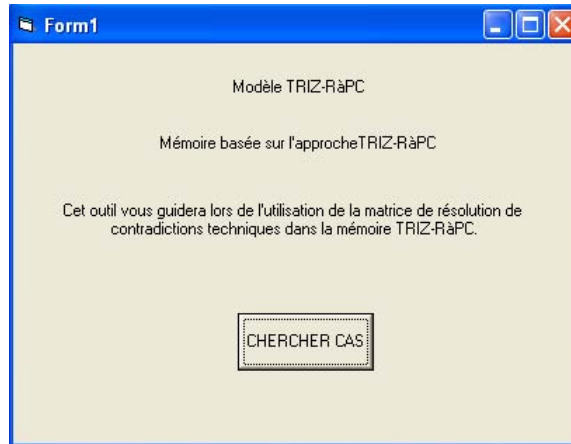 Form1
Modèle TRIZ-RàPC
Mémoire basée sur l'approcheTRIZ-RàPC
Cet outil vous guidera lors de l'utilisation de la matrice de résolution de
contradictions techniques dans la mémoire TRIZ-RàPC.
CHERCHER CAS